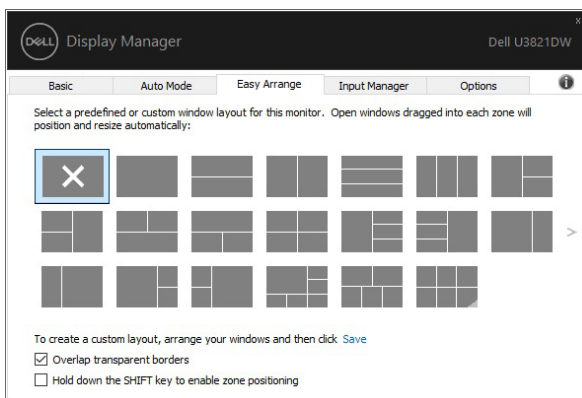 DELL Display Manager Dell U3821DW
x
Basic Auto Mode Easy Arrange Input Manager Options i
Select a predefined or custom window layout for this monitor. Open windows dragged into each zone will
position and resize automatically:
>
To create a custom layout, arrange your windows and then click Save
Overlap transparent borders
Hold down the SHIFT key to enable zone positioning